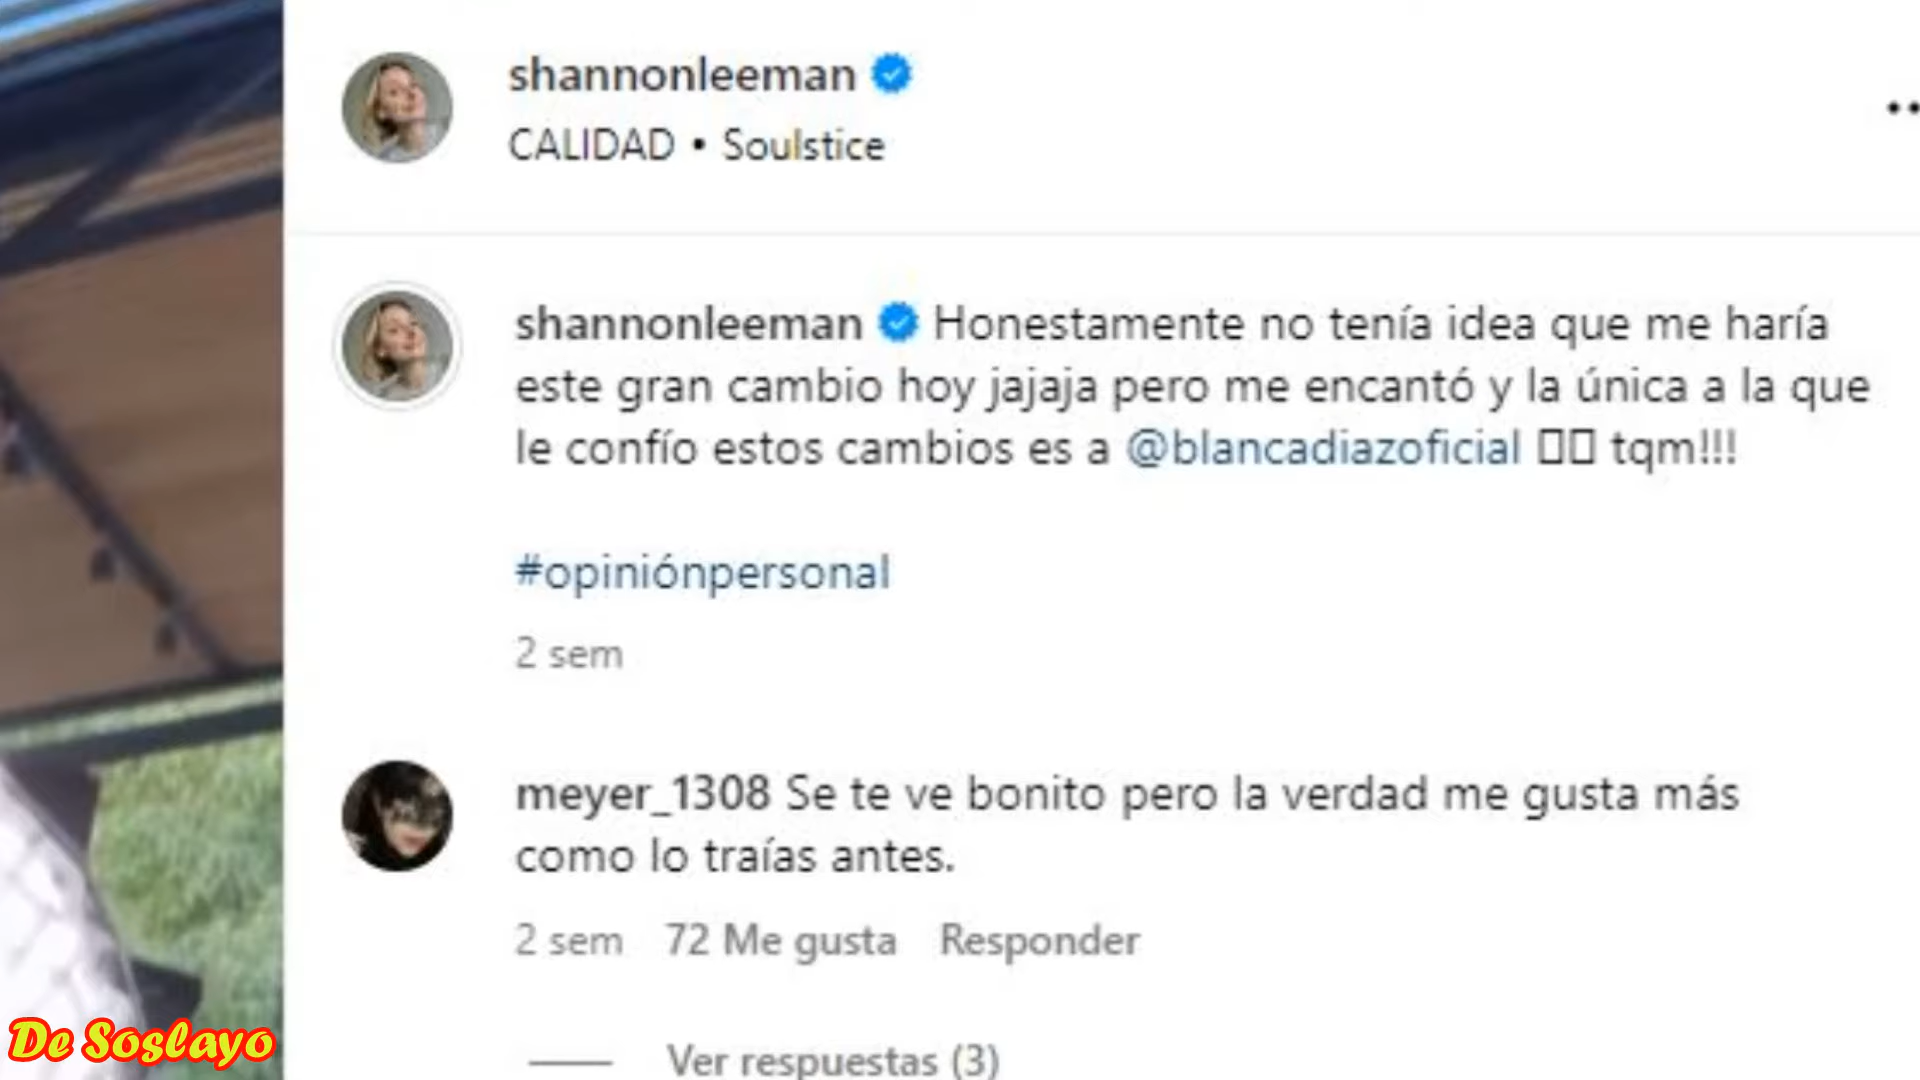 shannonleeman
CALIDAD • Soulstice
shannonleeman Honestamente no tenía idea que me haría
este gran cambio hoy jajaja pero me encantó y la única a la que
le confío estos cambios es a @blancadiazoficial tqm!!!
#opiniónpersonal
2 sem
meyer_1308 Se te ve bonito pero la verdad me gusta más
como lo traías antes.
2 sem 72 Me gusta Responder
Ver respuestas (3)
De Soslayo